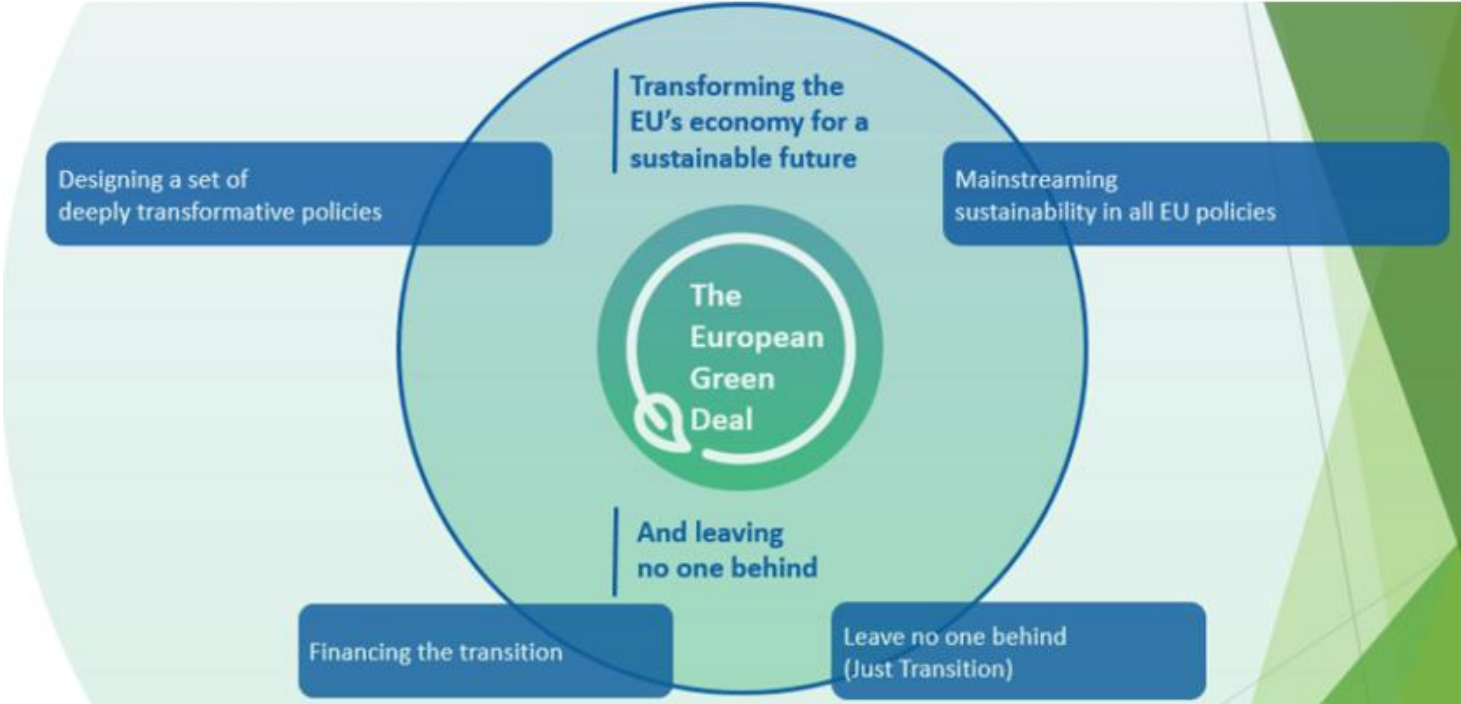 Transforming the
EU's economy for a
sustainable future
Designing a set of
deeply transformative policies
Mainstreaming
sustainability in all EU policies
The
European
Green
Deal
And leaving
no one behind
Financing the transition
Leave no one behind
(Just Transition)